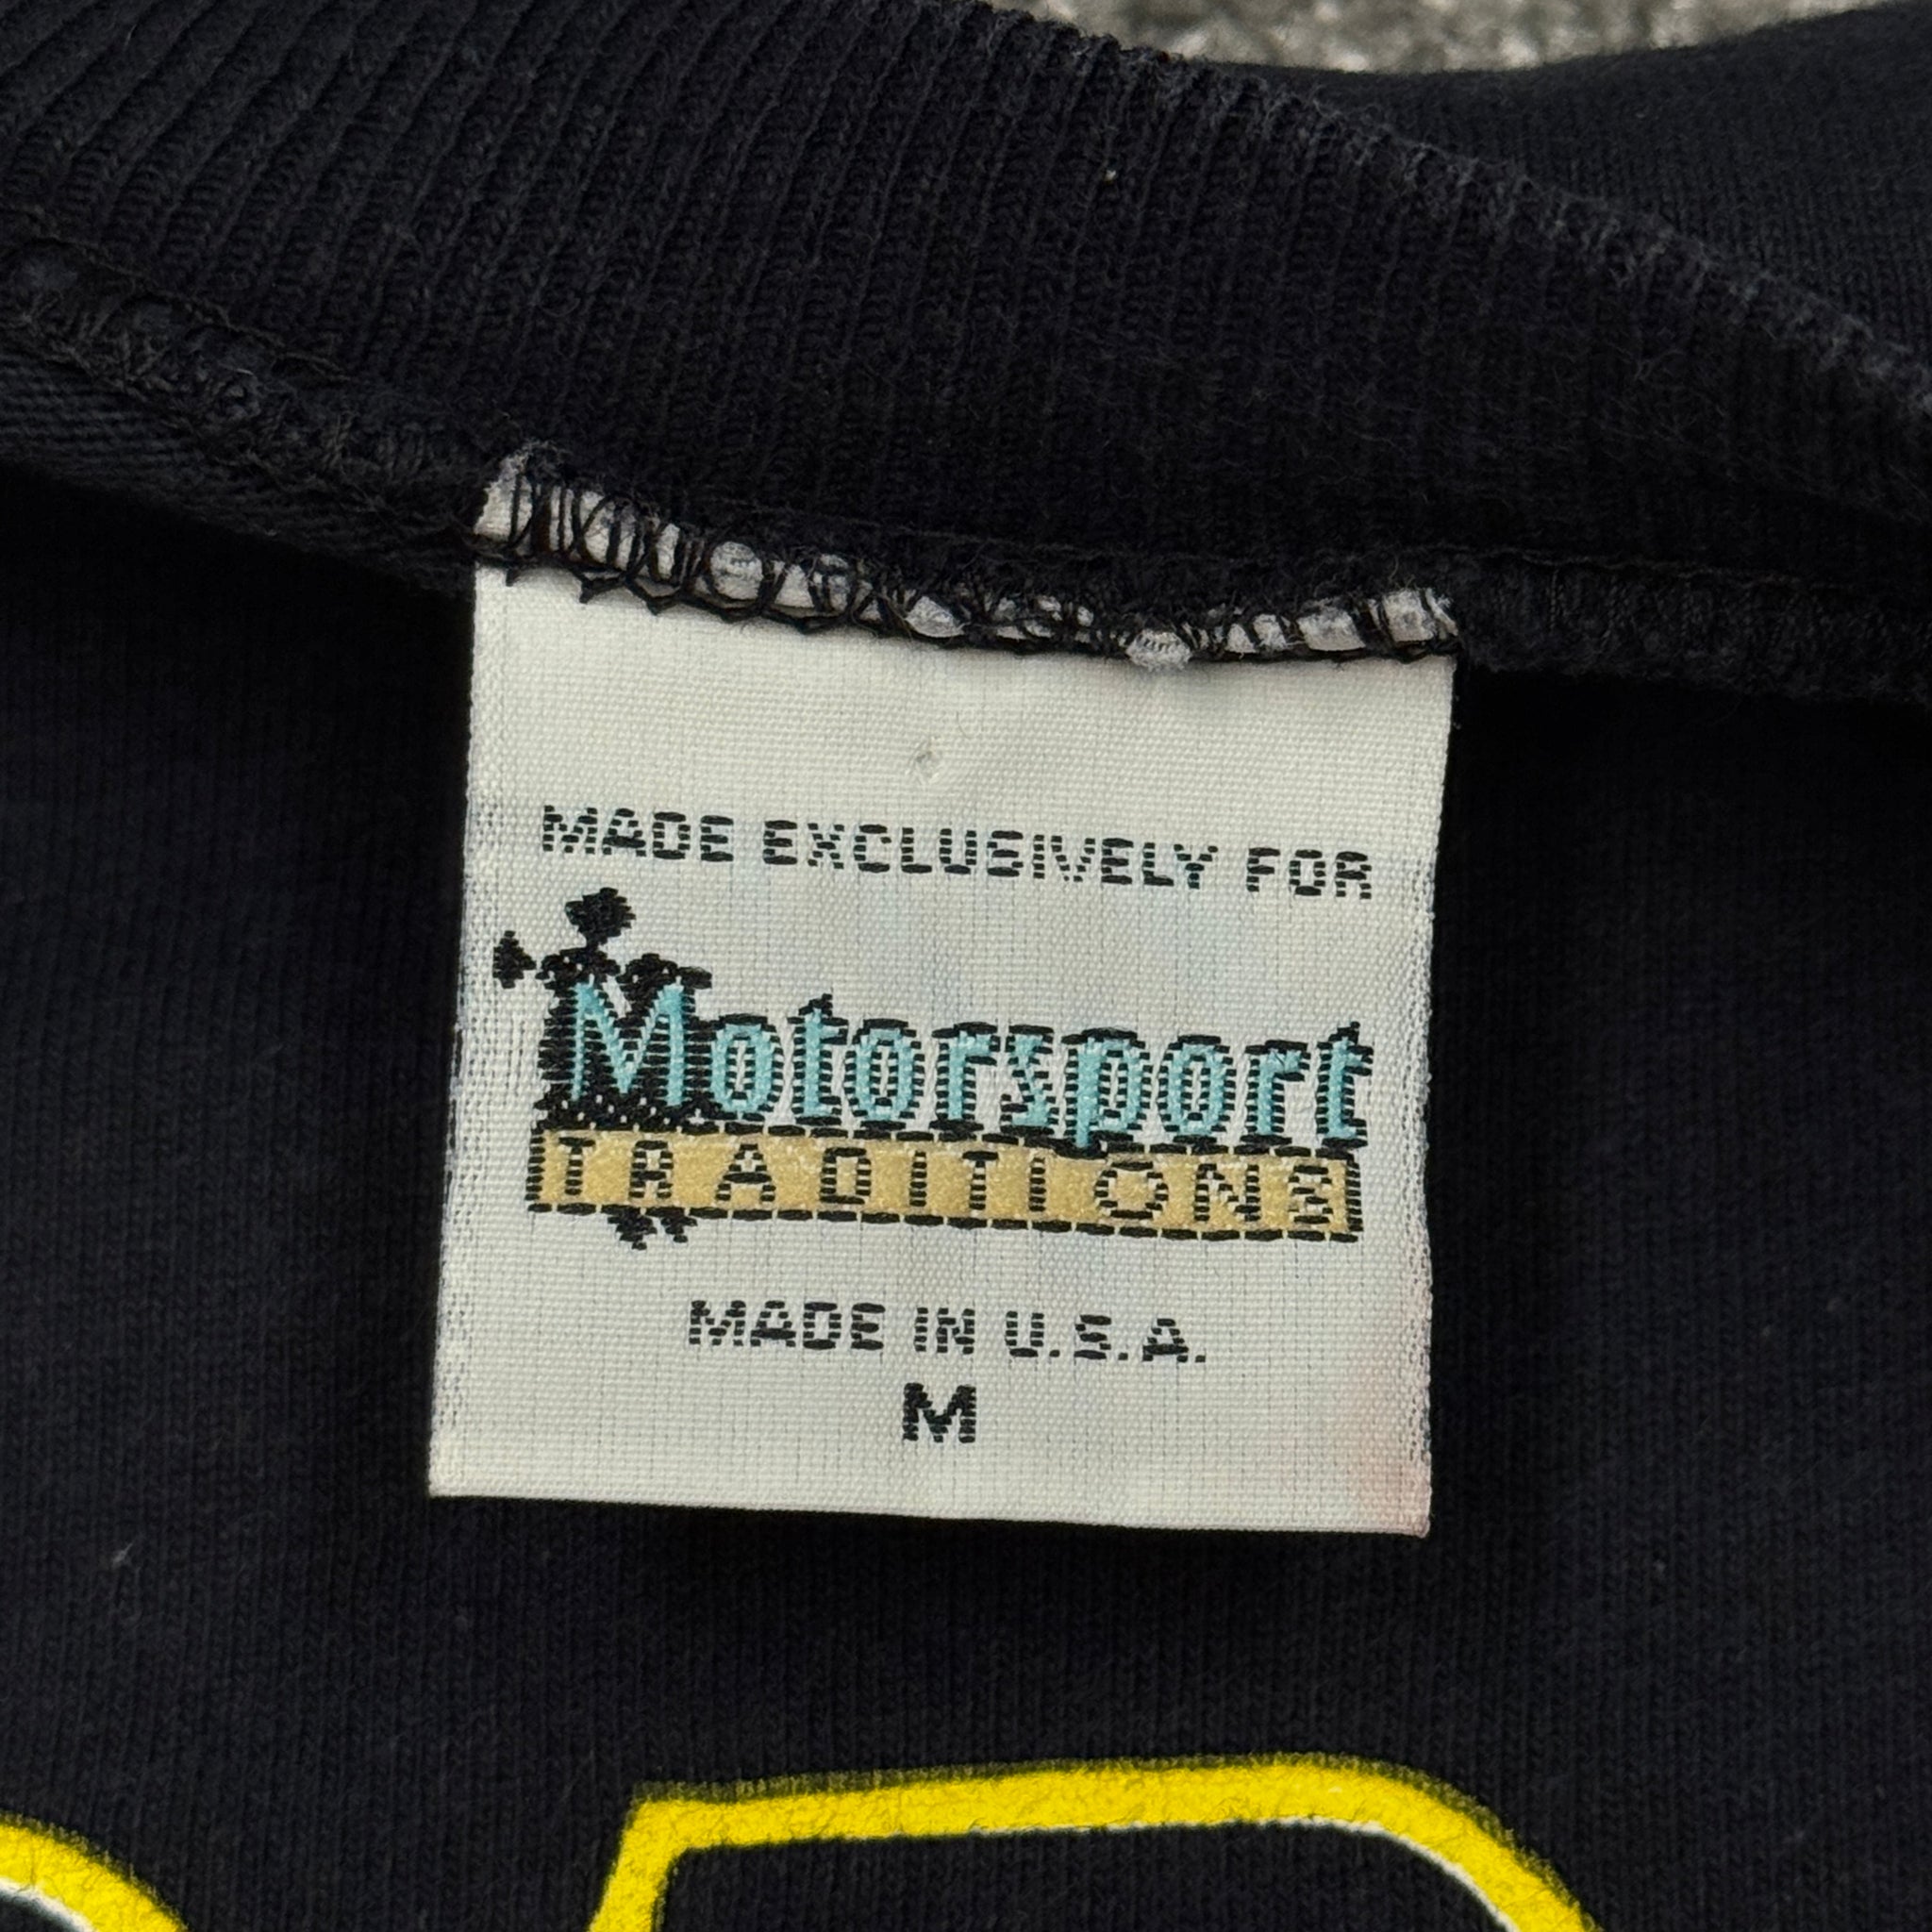 MADE EXCLUSIVELY FOR
Motorsport
TRADITIONS
MADE IN U.S.A.
M